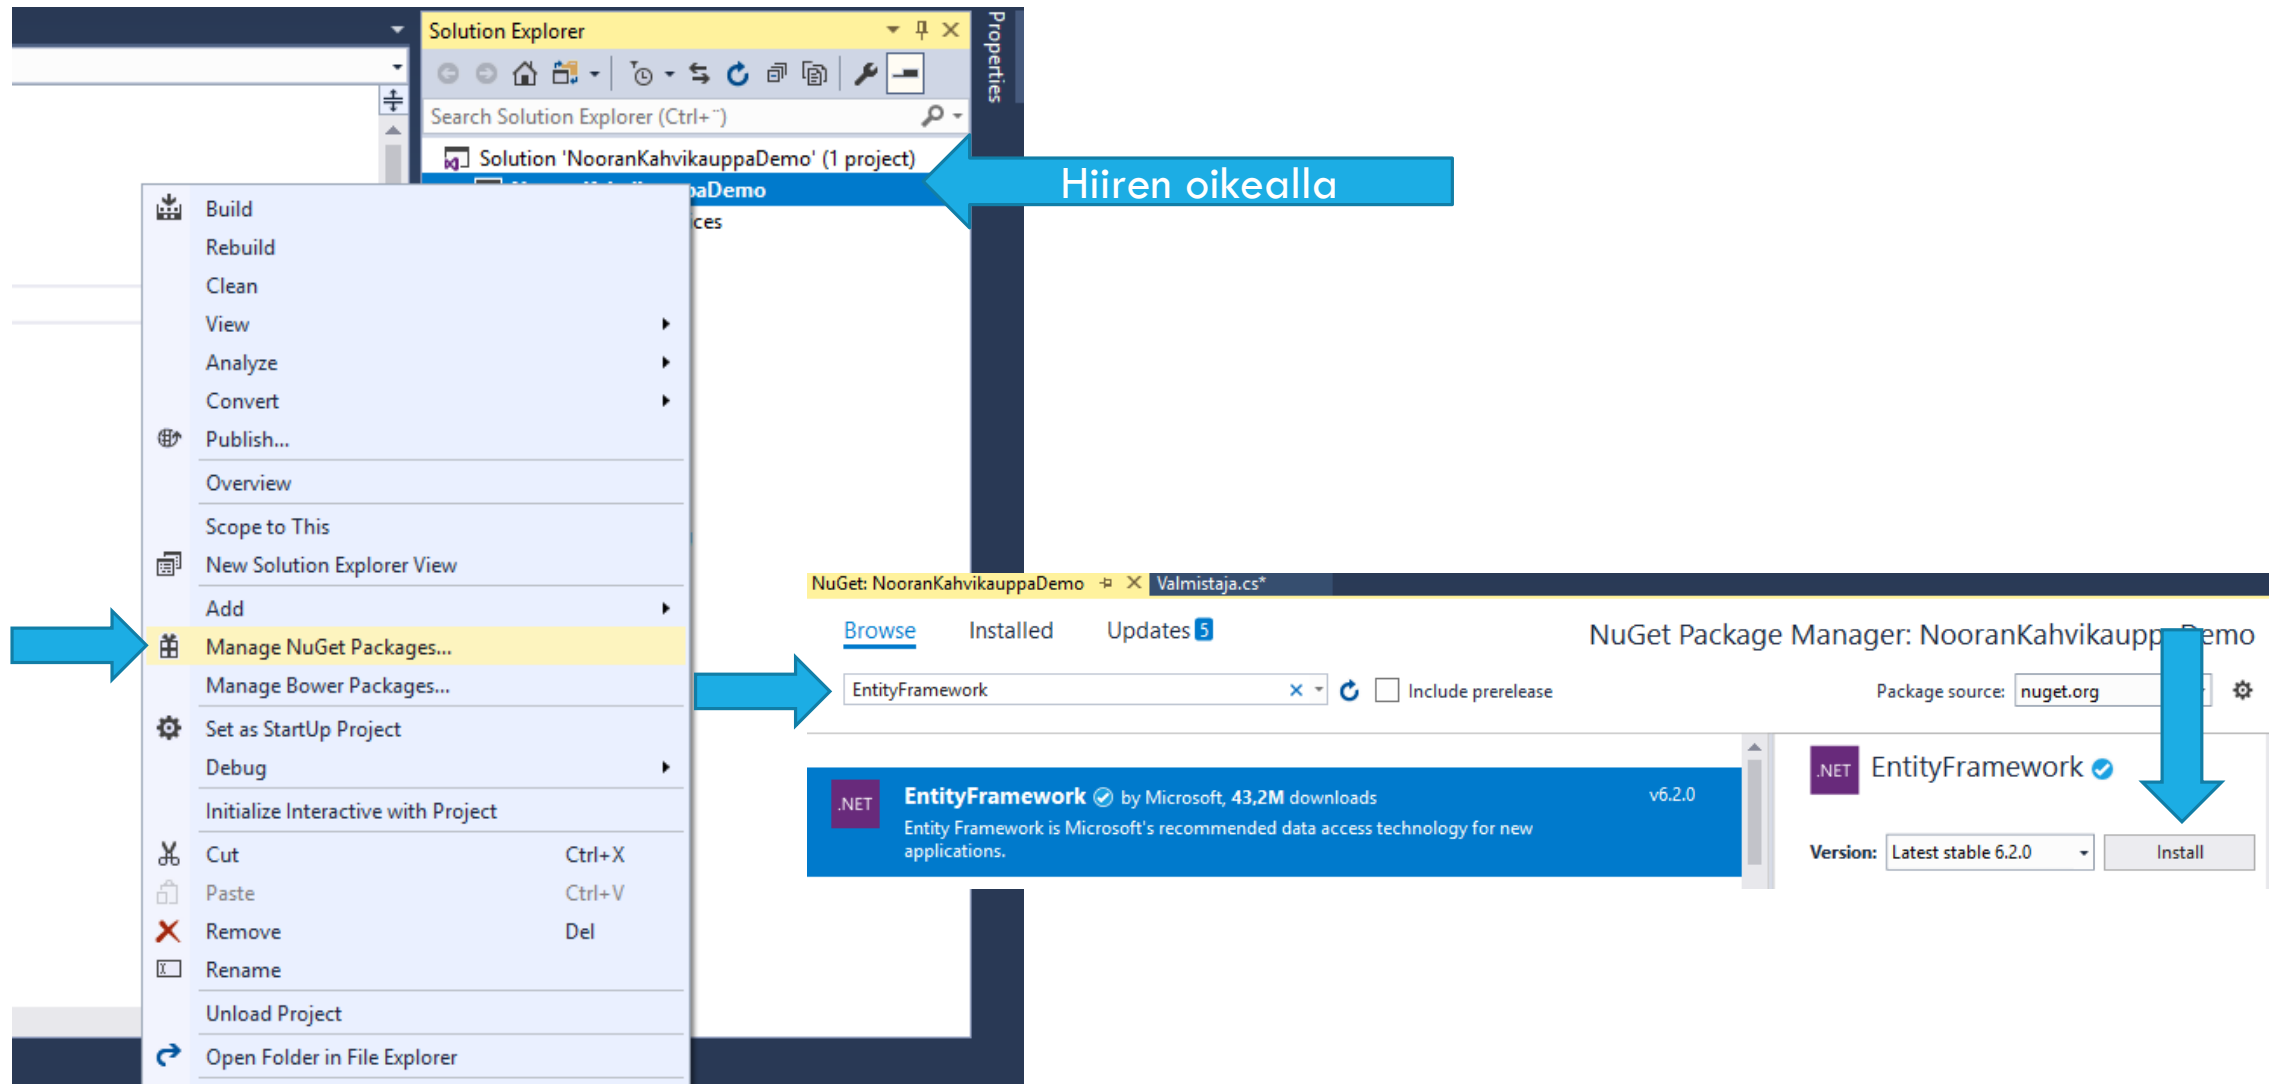 Solution Explorer
Properties
Search Solution Explorer (Ctrl+¨)
Solution 'NooranKahvikauppaDemo' (1 project)
Hiiren oikealla
Build
Rebuild
Clean
View
Analyze
Convert
Publish...
Overview
Scope to This
New Solution Explorer View
Add
Manage NuGet Packages...
Manage Bower Packages...
Set as StartUp Project
Debug
Initialize Interactive with Project
Cut Ctrl+X
Paste Ctrl+V
Remove Del
Rename
Unload Project
Open Folder in File Explorer
NuGet: NooranKahvikauppaDemo Valmistaja.cs*
Browse Installed Updates 5
NuGet Package Manager:
EntityFramework
Include prerelease
Package source: nuget.org
.NET
EntityFramework by Microsoft, 43,2M downloads v6.2.0
Entity Framework is Microsoft's recommended data access technology for new
applications.
.NET EntityFramework
Version: Latest stable 6.2.0 Install